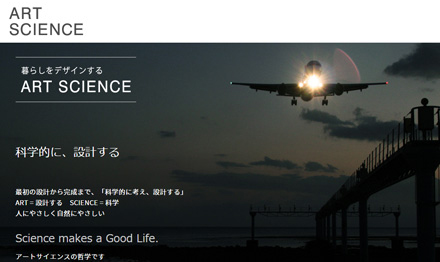 ART
SCIENCE
暮らしをデザインする
ART SCIENCE
科学的に、設計する
最初の設計から完成まで、「科学的に考え、設計する」
ART = 設計する　SCIENCE = 科学
人にやさしく自然にやさしい
Science makes a Good Life.
アートサイエンスの哲学です